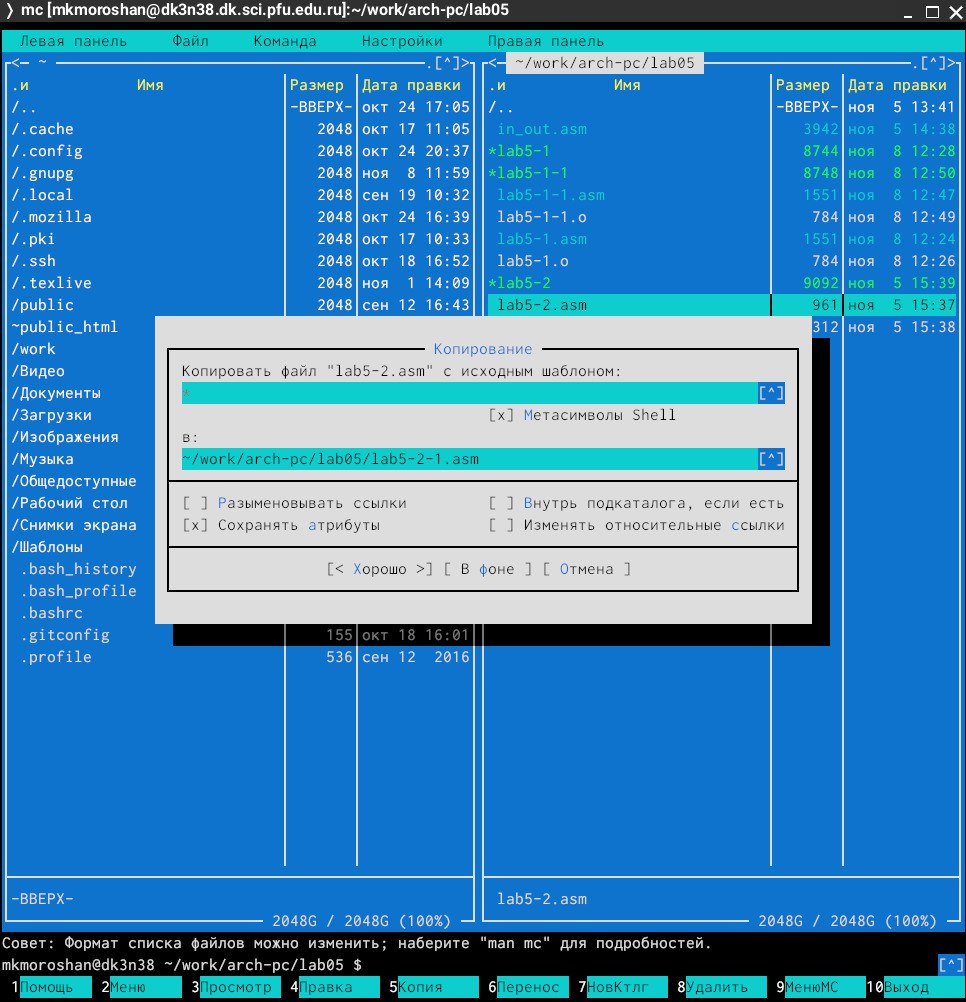 mc [mkmoroshan@dk3n38.dk.sci.pfu.edu.ru]:~/work/arch-pc/lab05
Левая панель Файл Команда Настройки Правая панель
<─ ~ .[^]> <─ ~/work/arch-pc/lab05 .[^]>
.и Имя Размер Дата правки .и Имя Размер Дата правки
/.. -ВВЕРХ- окт 24 17:05 /.. -ВВЕРХ- ноя 5 13:41
/.cache 2048 окт 17 11:05 in_out.asm 3942 ноя 5 14:38
/.config 2048 окт 24 20:37 *lab5-1 8744 ноя 8 12:28
/.gnupg 2048 ноя 8 11:59 *lab5-1-1 8748 ноя 8 12:50
/.local 2048 сен 19 10:32 lab5-1-1.asm 1551 ноя 8 12:47
/.mozilla 2048 окт 24 16:39 lab5-1-1.o 784 ноя 8 12:49
/.pki 2048 окт 17 10:33 lab5-1.asm 1551 ноя 8 12:24
/.ssh 2048 окт 18 16:52 lab5-1.o 784 ноя 8 12:26
/.texlive 2048 ноя 1 14:09 *lab5-2 9092 ноя 5 15:39
/public 2048 сен 12 16:43 lab5-2.asm 961 ноя 5 15:37
~public_html 312 ноя 5 15:38
/work
/Видео
/Документы
/Загрузки
/Изображения
/Музыка
/Общедоступные
/Рабочий стол
/Снимки экрана
/Шаблоны
.bash_history
.bash_profile
.bashrc
.gitconfig 155 окт 18 16:01
.profile 536 сен 12 2016
Копирование
Копировать файл "lab5-2.asm" с исходным шаблоном:
* [^]
[x] Метасимволы Shell
в:
~/work/arch-pc/lab05/lab5-2-1.asm [^]
[ ] Разыменовывать ссылки [ ] Внутрь подкаталога, если есть
[x] Сохранять атрибуты [ ] Изменять относительные ссылки
[< Хорошо >] [ В фоне ] [ Отмена ]
-ВВЕРХ- lab5-2.asm
2048G / 2048G (100%) 2048G / 2048G (100%)
Совет: Формат списка файлов можно изменить; наберите "man mc" для подробностей.
mkmoroshan@dk3n38 ~/work/arch-pc/lab05 $ [^]
1Помощь 2Меню 3Просмотр 4Правка 5Копия 6Перенос 7НовКтлг 8Удалить 9МенюMC 10Выход